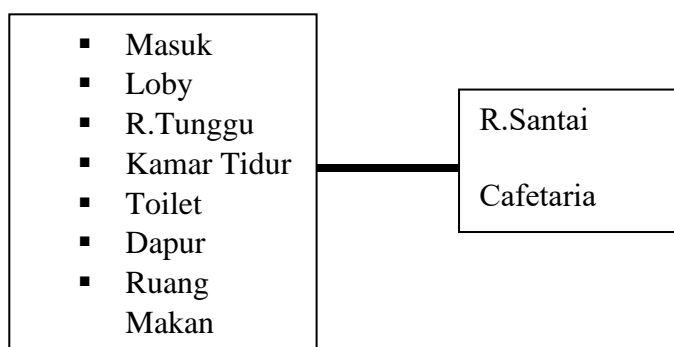 ▪ Masuk
▪ Loby
▪ R.Tunggu
▪ Kamar Tidur
▪ Toilet
▪ Dapur
▪ Ruang
Makan
R.Santai
Cafetaria